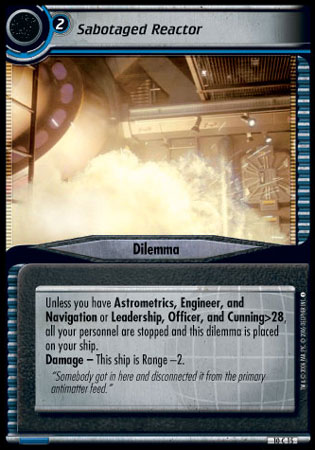 2
Sabotaged Reactor
Dilemma
Unless you have Astrometrics, Engineer, and
Navigation or Leadership, Officer, and Cunning>28,
all your personnel are stopped and this dilemma is placed
on your ship.
Damage – This ship is Range –2.
"Somebody got in here and disconnected it from the primary
antimatter feed."
10 C 15